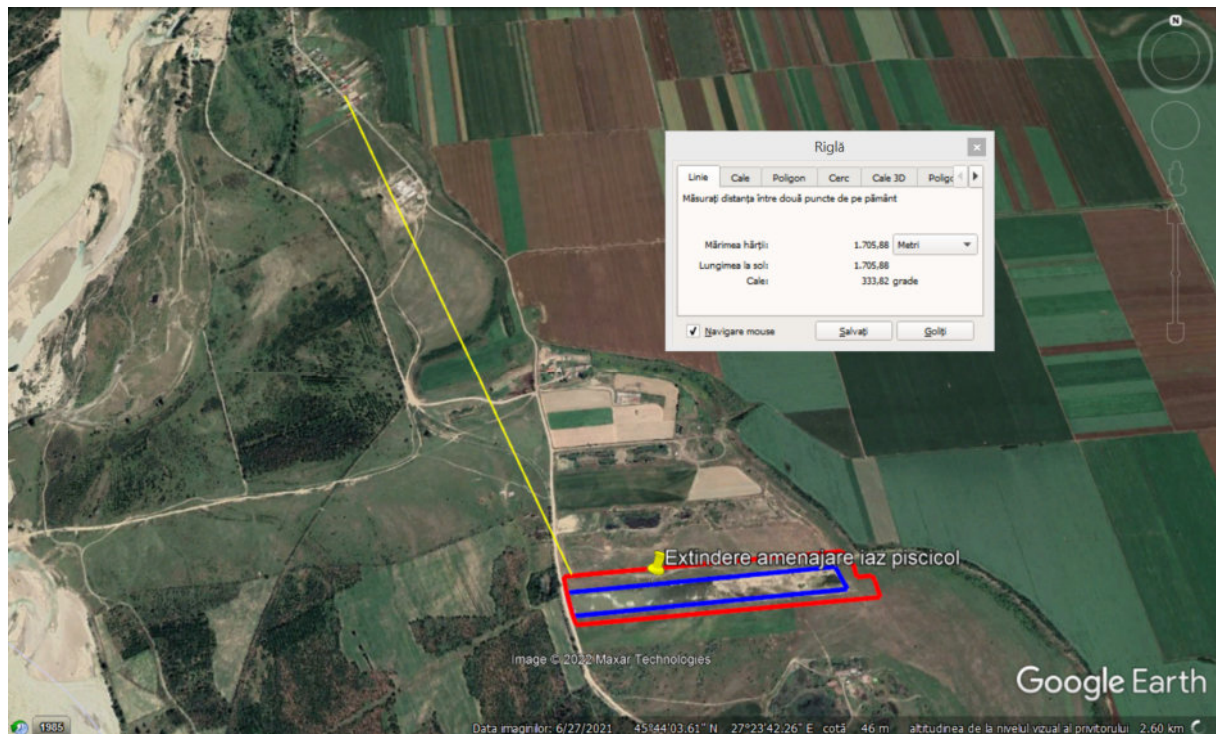 N
Riglă
Linie Cale Poligon Cerc Cale 3D
Măsurați distanța între două puncte de pe pământ
Mărimea hărții: 1.705,88 Metri
Lungimea la sol: 1.705,88
Cale: 333,82 grade
Navigare mouse Salvați Goliți
Extindere amenajare iaz piscicol
Image © 2022 Maxar Technologies
Google Earth
1985 Data imaginilor: 6/27/2021 45°44'03.61" N 27°23'42.26" E cotă 46 m altitudinea de la nivelul vizual al privitorului 2.60 km